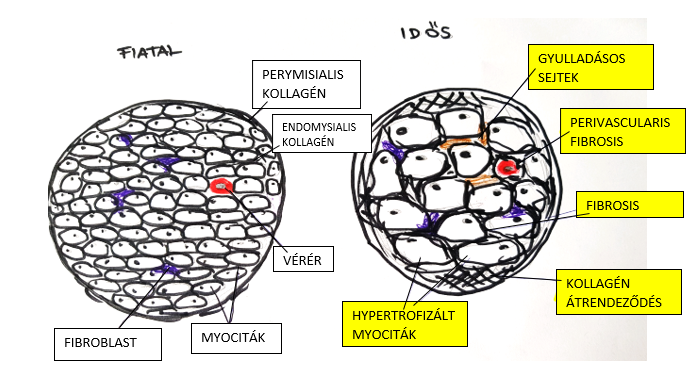 FIATAL
IDŐS
PERYMISIALIS
KOLLAGÉN
ENDOMYSIALIS
KOLLAGÉN
VÉRÉR
FIBROBLAST
MYOCITÁK
GYULLADÁSOS
SEJTEK
PERIVASCULARIS
FIBROSIS
FIBROSIS
KOLLAGÉN
ÁTRENDEZŐDÉS
HYPERTROFIZÁLT
MYOCITÁK